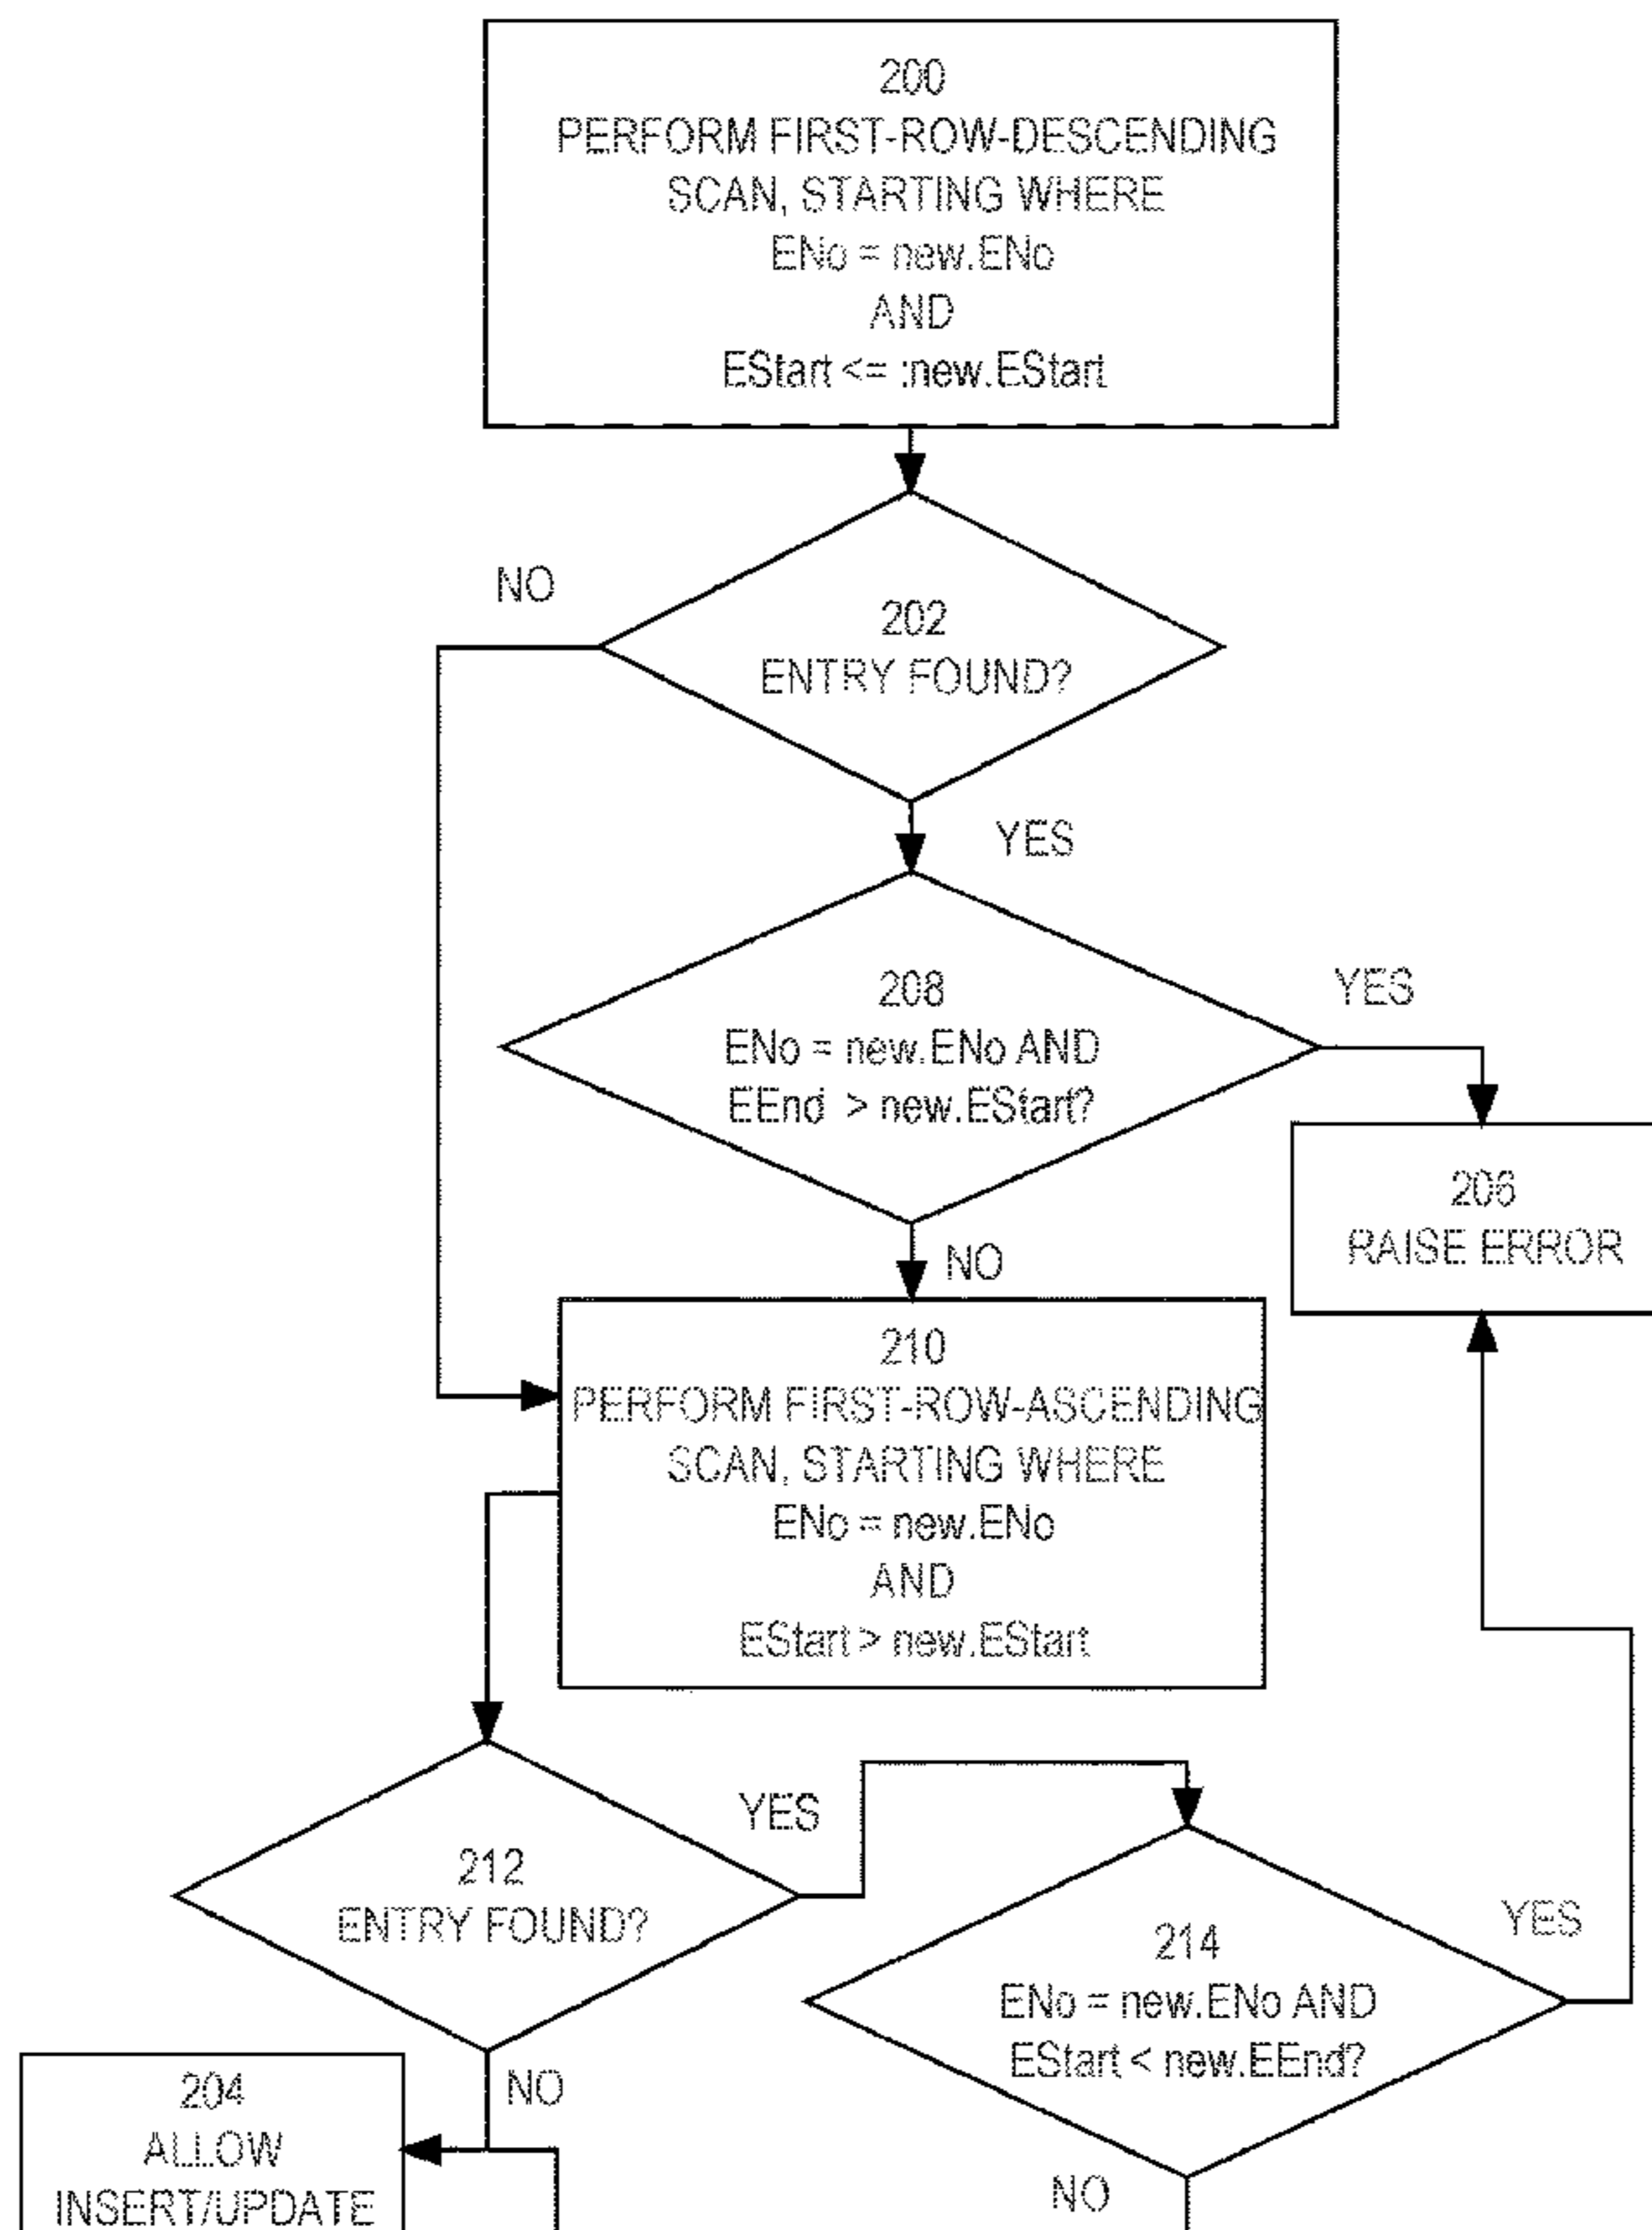 200
PERFORM FIRST-ROW-DESCENDING
SCAN, STARTING WHERE
ENo = new.ENo
AND
EStart <= :new.EStart
NO
202
ENTRY FOUND?
YES
208
ENo = new.ENo AND
EEnd > new.EStart?
YES
206
RAISE ERROR
NO
210
PERFORM FIRST-ROW-ASCENDING
SCAN, STARTING WHERE
ENo = new.ENo
AND
EStart > new.EStart
212
ENTRY FOUND?
YES
214
ENo = new.ENo AND
EStart < new.EEnd?
YES
NO
204
ALLOW
INSERT/UPDATE
NO